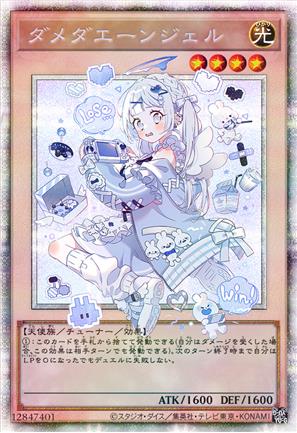 ダメダエーンジェル
光
Lose...
Win!
【天使族/チューナー/効果】
①:このカードを手札から捨て発動できる(自分はダメージを受けした場
合、この効果は相手ターンでも発動できる)。次のターン終了時まで自分は
LPを0になってもデュエルに失敗しない。
ATK/1600 DEF/1600
12847401
©スタジオ・ダイス/集英社・テレビ東京・KONAMI